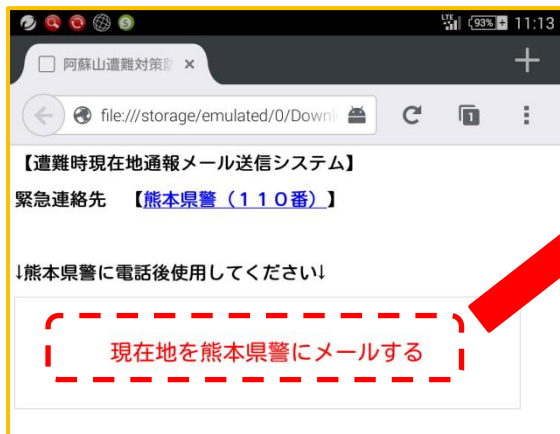 LTE 93% 11:13
阿蘇山遭難対策
file:///storage/emulated/0/Downl
1
【遭難時現在地通報メール送信システム】
緊急連絡先 【熊本県警（１１０番）】
↓熊本県警に電話後使用してください↓
現在地を熊本県警にメールする